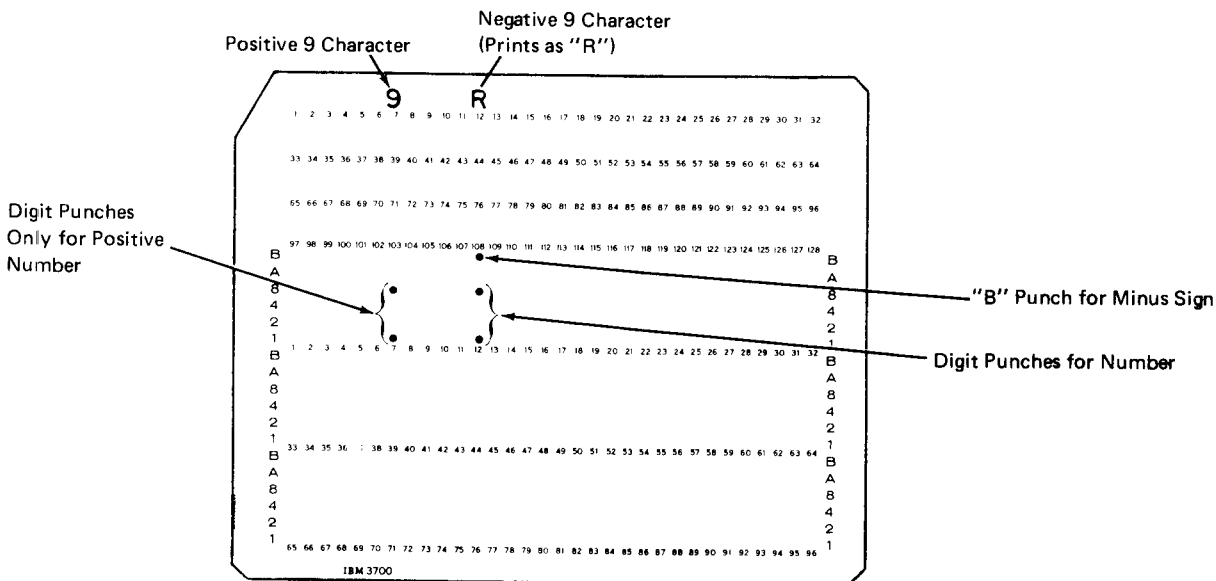 Negative 9 Character
(Prints as "R")
Positive 9 Character
9 R
1 2 3 4 5 6 7 8 9 10 11 12 13 14 15 16 17 18 19 20 21 22 23 24 25 26 27 28 29 30 31 32
33 34 35 36 37 38 39 40 41 42 43 44 45 46 47 48 49 50 51 52 53 54 55 56 57 58 59 60 61 62 63 64
65 66 67 68 69 70 71 72 73 74 75 76 77 78 79 80 81 82 83 84 85 86 87 88 89 90 91 92 93 94 95 96
97 98 99 100 101 102 103 104 105 106 107 108 109 110 111 112 113 114 115 116 117 118 119 120 121 122 123 124 125 126 127 128
Digit Punches
Only for Positive
Number
B B
A A
8 8
4 4
2 2
1 1
"B" Punch for Minus Sign
Digit Punches for Number
1 2 3 4 5 6 7 8 9 10 11 12 13 14 15 16 17 18 19 20 21 22 23 24 25 26 27 28 29 30 31 32
B B
A A
8 8
4 4
2 2
1 1
33 34 35 36 38 39 40 41 42 43 44 45 46 47 48 49 50 51 52 53 54 55 56 57 58 59 60 61 62 63 64
B B
A A
8 8
4 4
2 2
1 1
65 66 67 68 69 70 71 72 73 74 75 76 77 78 79 80 81 82 83 84 85 86 87 88 89 90 91 92 93 94 95 96
IBM 3700